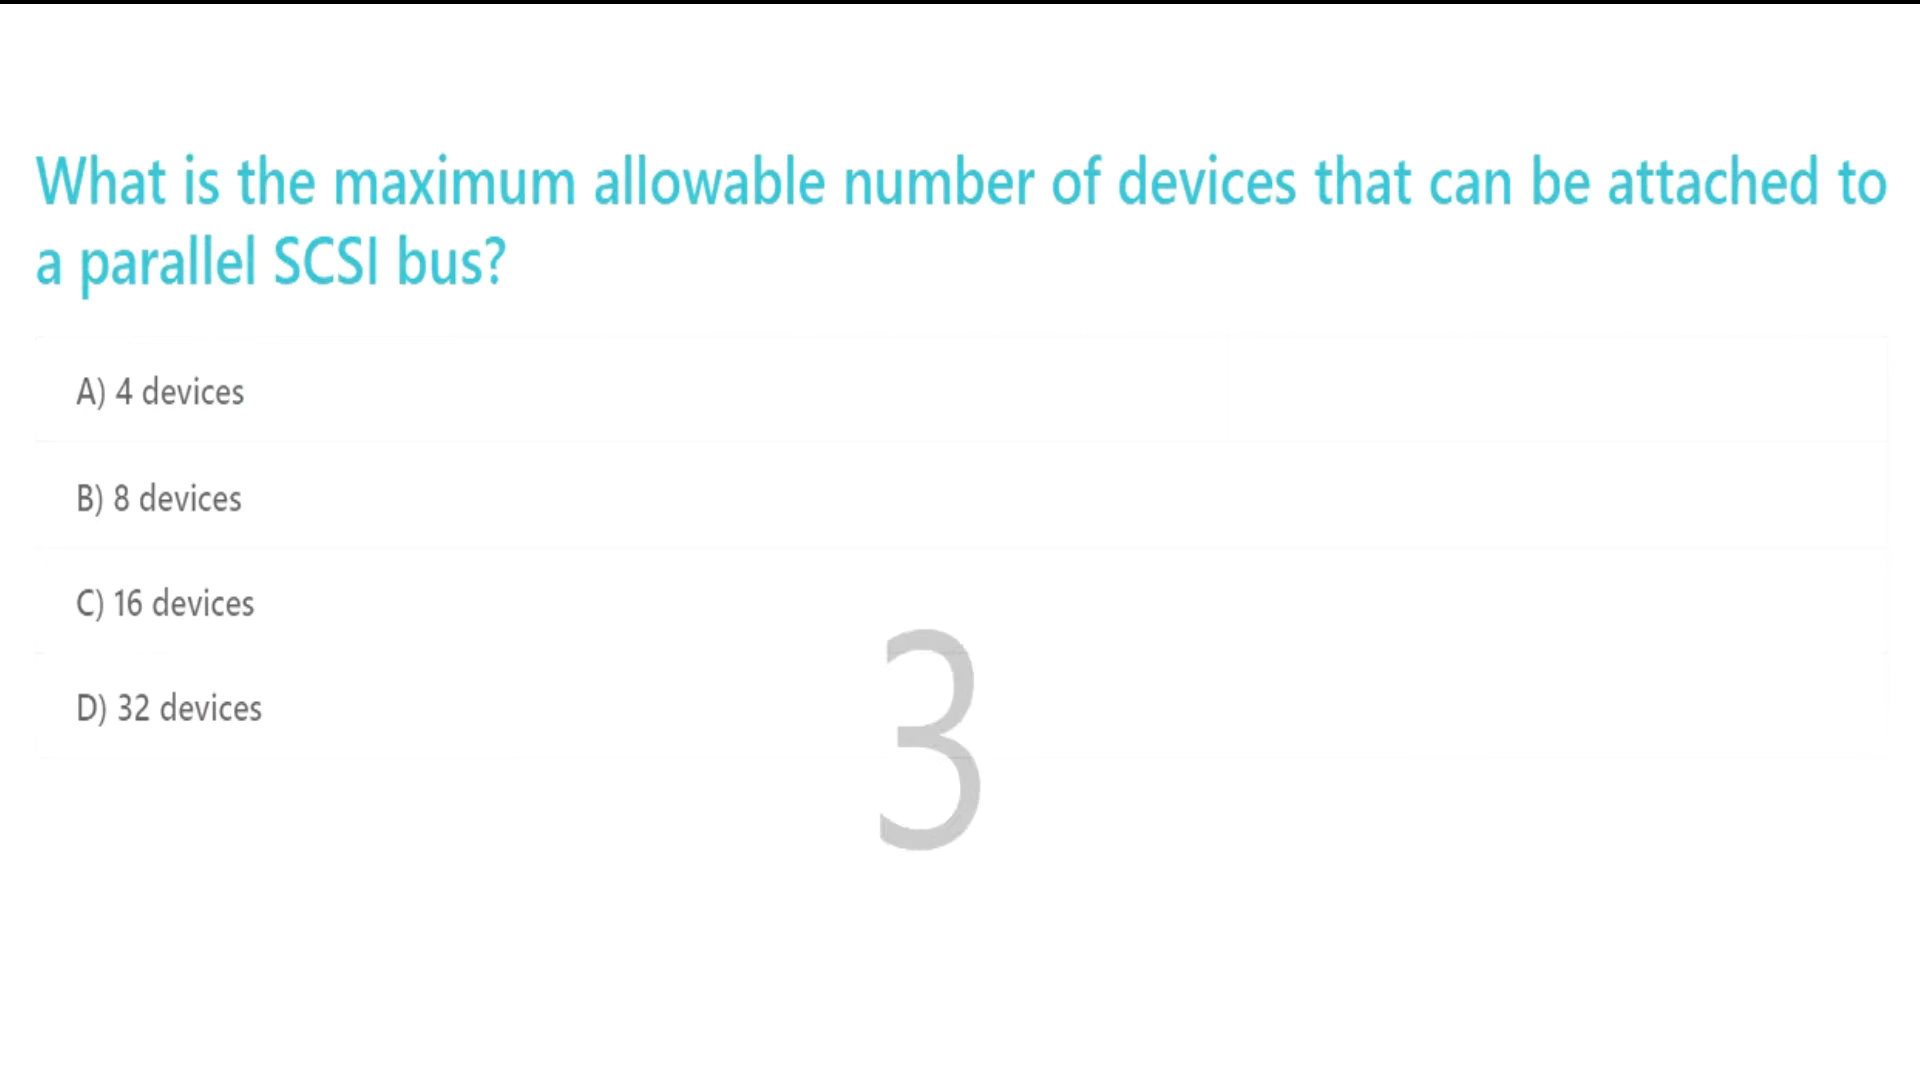 What is the maximum allowable number of devices that can be attached to
a parallel SCSI bus?
A) 4 devices
B) 8 devices
C) 16 devices
D) 32 devices
3